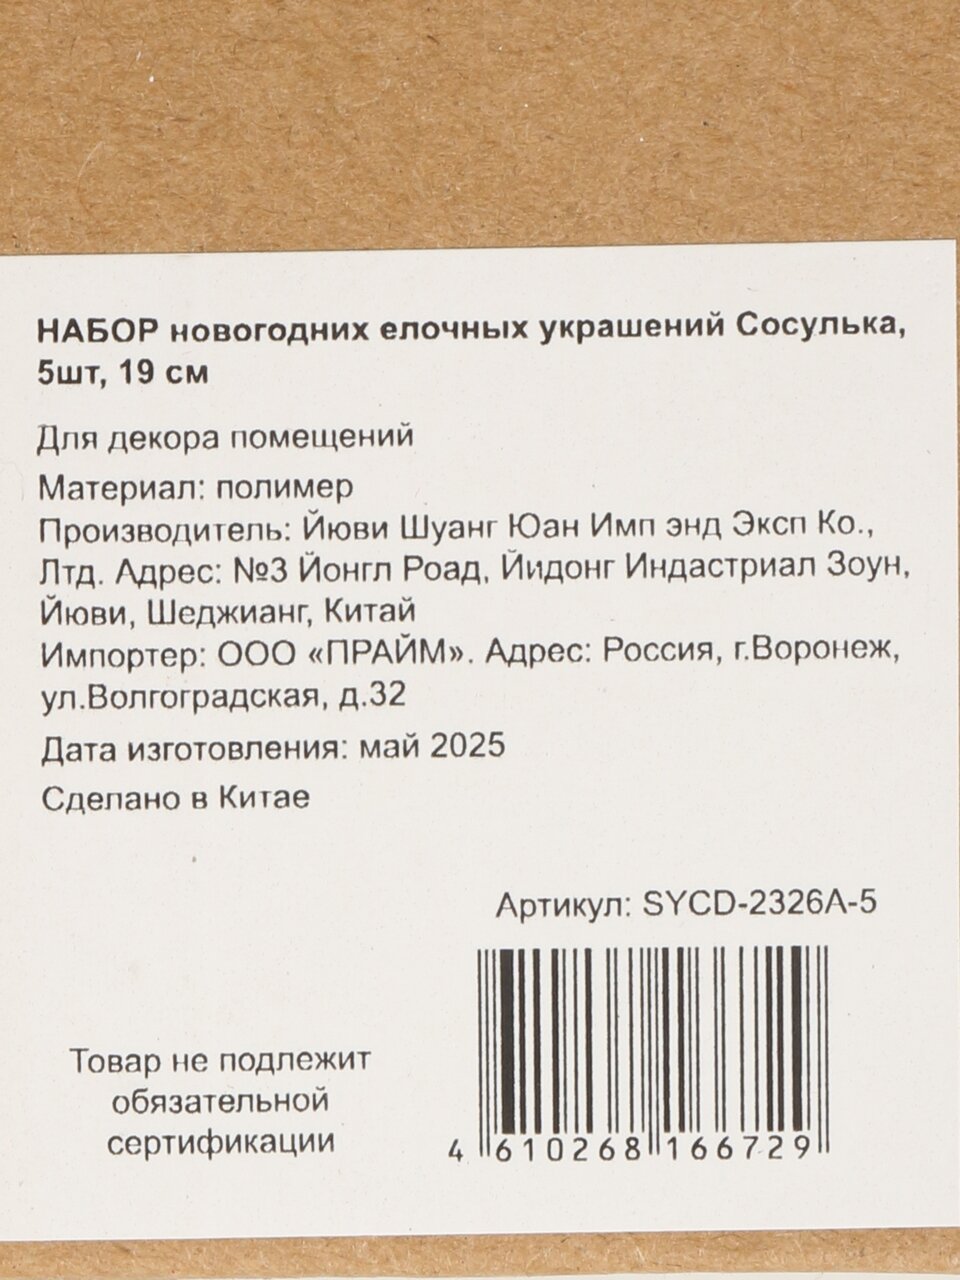 НАБОР новогодних елочных украшений Сосулька,
5шт, 19 см
Для декора помещений
Материал: полимер
Производитель: Йюви Шуанг Юан Имп энд Эксп Ко.,
Лтд. Адрес: №3 Йонгл Роад, Йидонг Индастриал Зоун,
Йюви, Шеджианг, Китай
Импортер: ООО «ПРАЙМ». Адрес: Россия, г.Воронеж,
ул.Волгоградская, д.32
Дата изготовления: май 2025
Сделано в Китае
Артикул: SYCD-2326A-5
Товар не подлежит
обязательной
сертификации
4 610268 166729